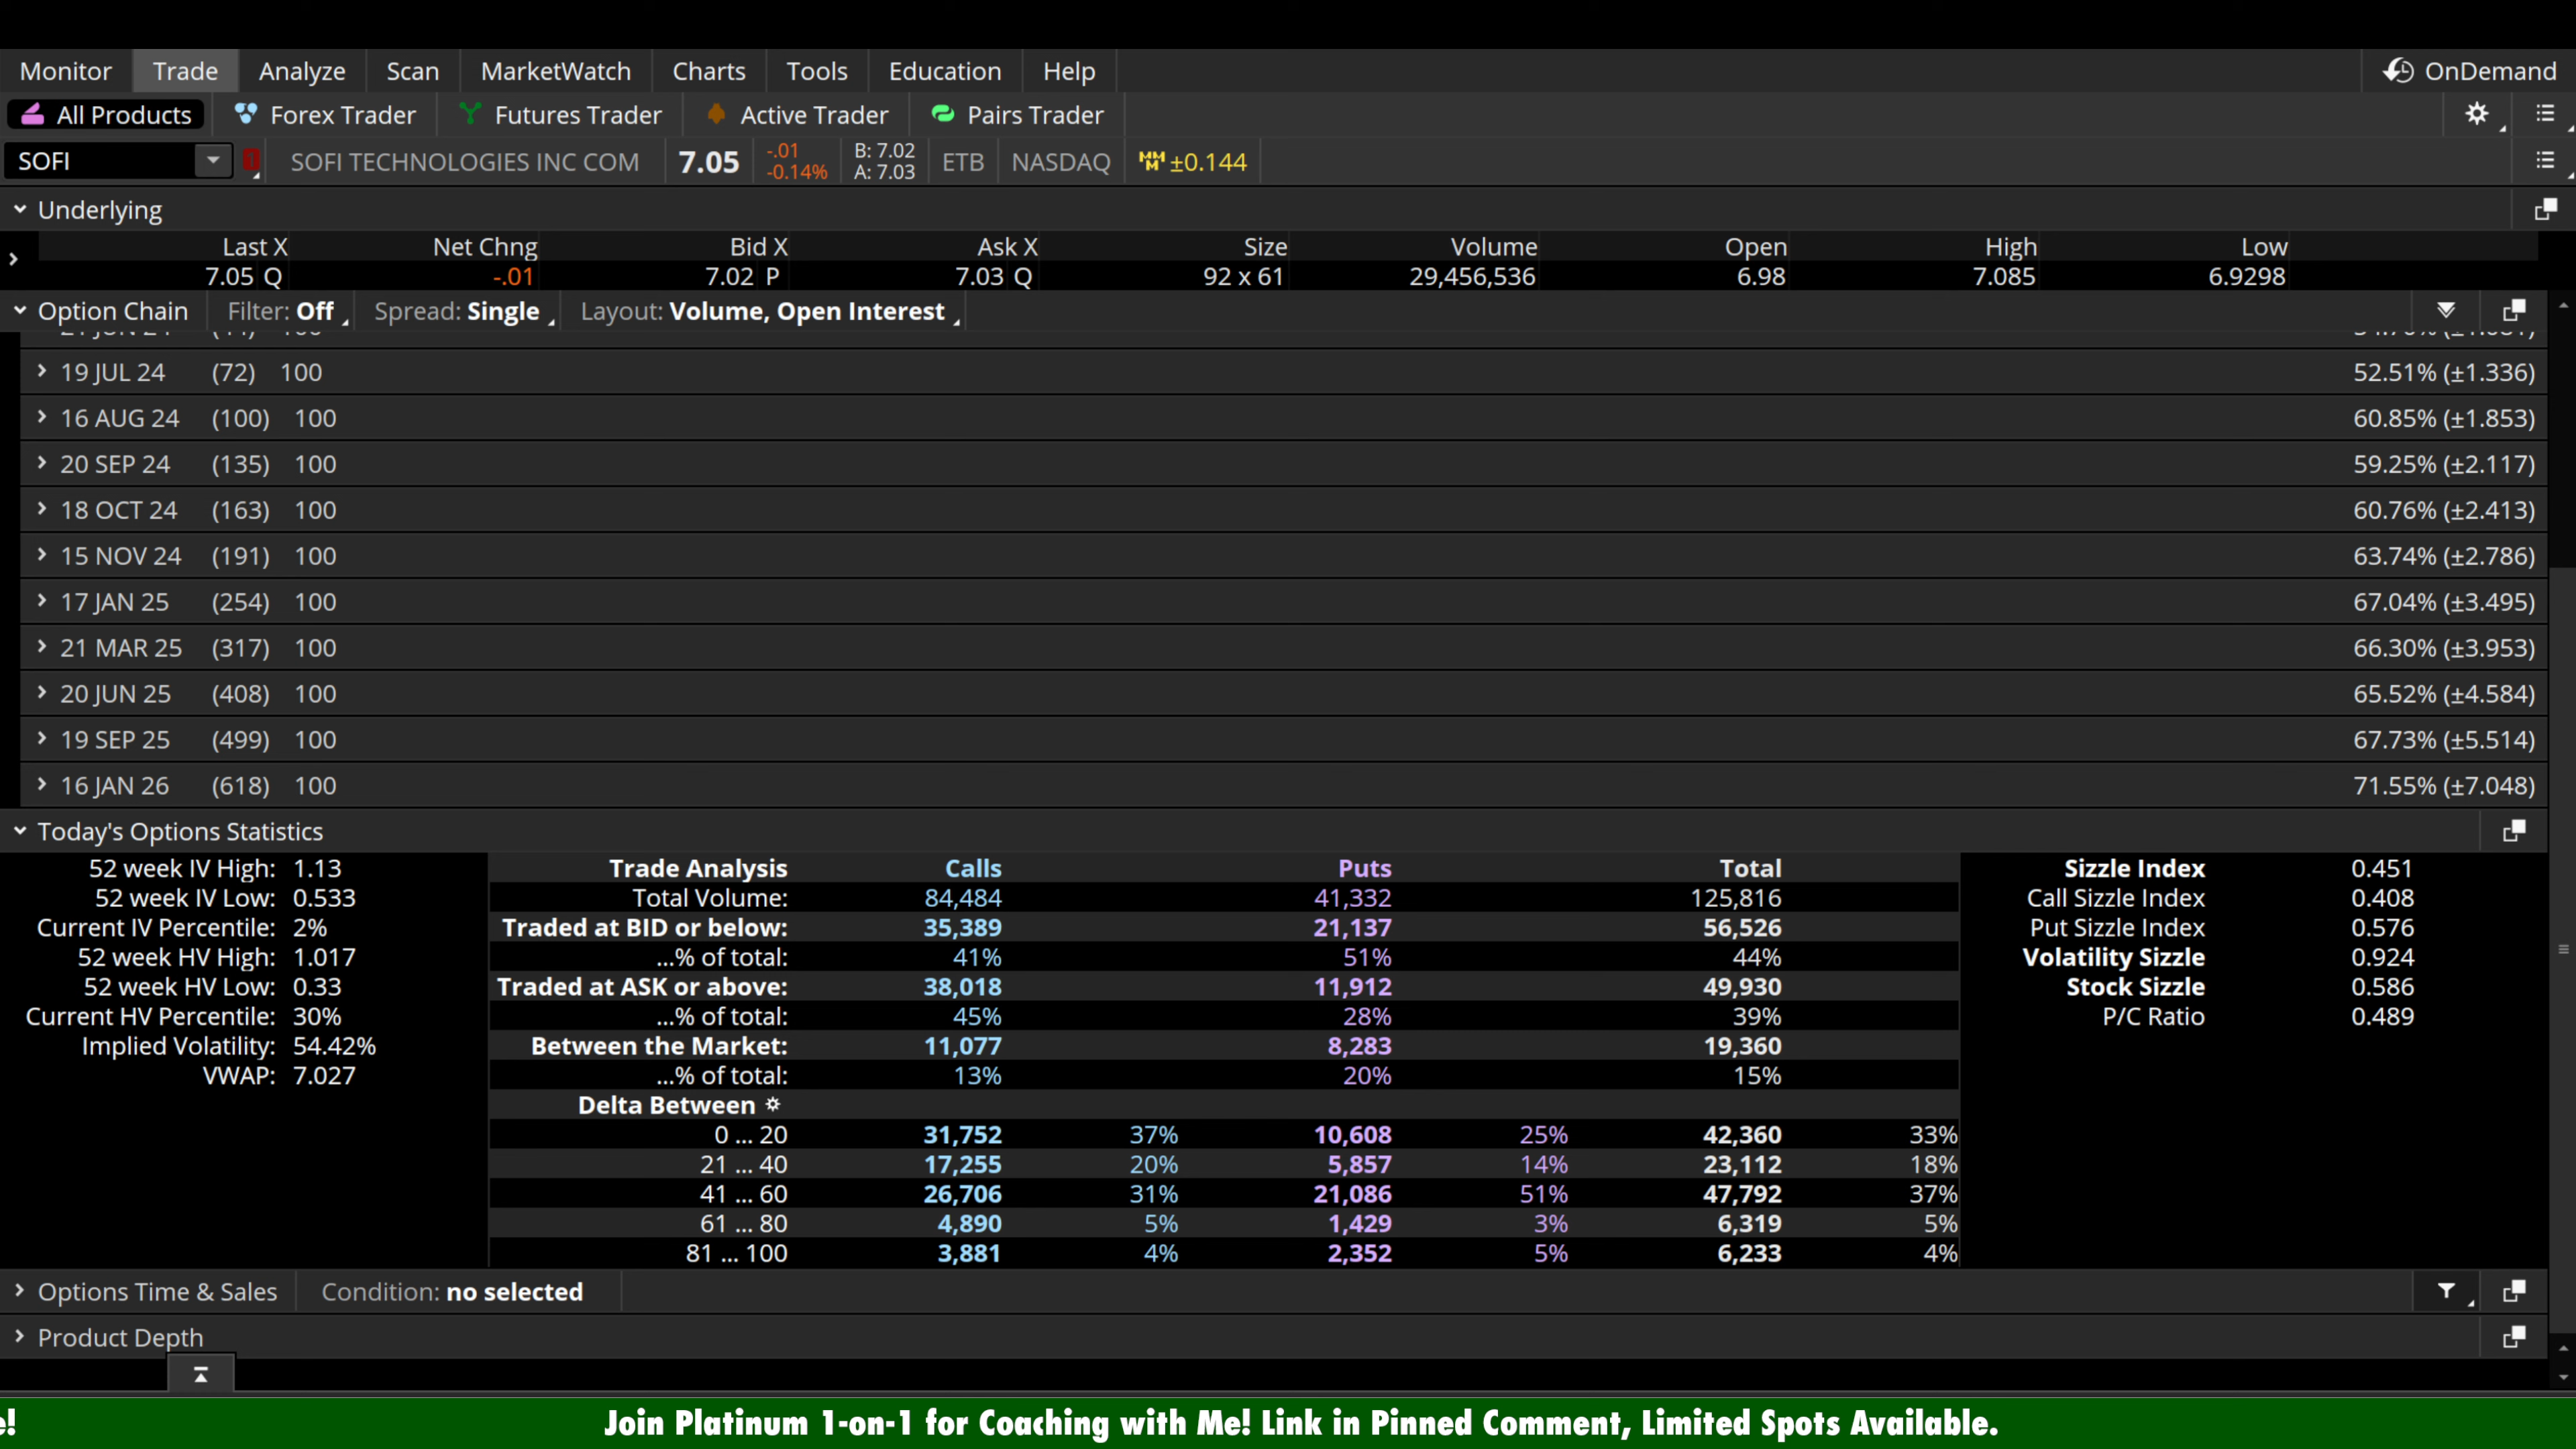 Monitor Trade Analyze Scan MarketWatch Charts Tools Education Help OnDemand
All Products Forex Trader Futures Trader Active Trader Pairs Trader
SOFI SOFI TECHNOLOGIES INC COM 7.05 -.01 -0.14% B: 7.02 A: 7.03 ETB NASDAQ ±0.144
Underlying
Last X Net Chng Bid X Ask X Size Volume Open High Low
7.05 Q -.01 7.02 P 7.03 Q 92 x 61 29,456,536 6.98 7.085 6.9298
Option Chain Filter: Off Spread: Single Layout: Volume, Open Interest
19 JUL 24 (72) 100 52.51% (±1.336)
16 AUG 24 (100) 100 60.85% (±1.853)
20 SEP 24 (135) 100 59.25% (±2.117)
18 OCT 24 (163) 100 60.76% (±2.413)
15 NOV 24 (191) 100 63.74% (±2.786)
17 JAN 25 (254) 100 67.04% (±3.495)
21 MAR 25 (317) 100 66.30% (±3.953)
20 JUN 25 (408) 100 65.52% (±4.584)
19 SEP 25 (499) 100 67.73% (±5.514)
16 JAN 26 (618) 100 71.55% (±7.048)
Today's Options Statistics
52 week IV High: 1.13 Trade Analysis Calls Puts Total Sizzle Index 0.451
52 week IV Low: 0.533 Total Volume: 84,484 41,332 125,816 Call Sizzle Index 0.408
Current IV Percentile: 2% Traded at BID or below: 35,389 21,137 56,526 Put Sizzle Index 0.576
52 week HV High: 1.017 ...% of total: 41% 51% 44% Volatility Sizzle 0.924
52 week HV Low: 0.33 Traded at ASK or above: 38,018 11,912 49,930 Stock Sizzle 0.586
Current HV Percentile: 30% ...% of total: 45% 28% 39% P/C Ratio 0.489
Implied Volatility: 54.42% Between the Market: 11,077 8,283 19,360
VWAP: 7.027 ...% of total: 13% 20% 15%
Delta Between
0 ... 20 31,752 37% 10,608 25% 42,360 33%
21 ... 40 17,255 20% 5,857 14% 23,112 18%
41 ... 60 26,706 31% 21,086 51% 47,792 37%
61 ... 80 4,890 5% 1,429 3% 6,319 5%
81 ... 100 3,881 4% 2,352 5% 6,233 4%
Options Time & Sales Condition: no selected
Product Depth
e! Join Platinum 1-on-1 for Coaching with Me! Link in Pinned Comment, Limited Spots Available.